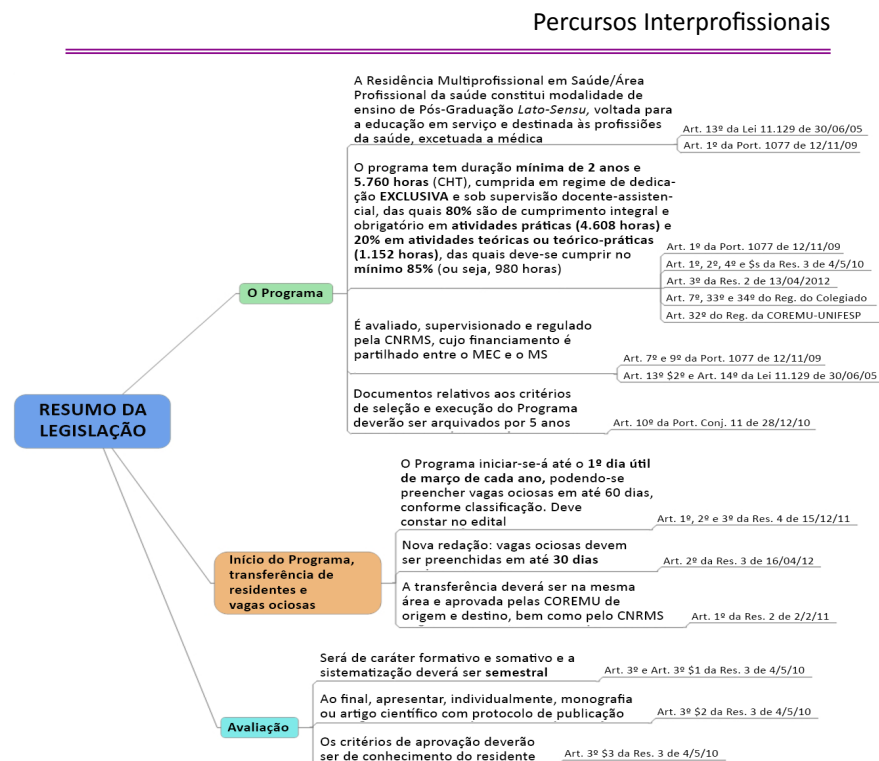 Percursos Interprofissionais
A Residência Multiprofissional em Saúde/Área
Profissional da saúde constitui modalidade de
ensino de Pós-Graduação Lato-Sensu, voltada para
a educação em serviço e destinada às profissões
da saúde, excetuada a médica
Art. 13º da Lei 11.129 de 30/06/05
Art. 1º da Port. 1077 de 12/11/09
O programa tem duração mínima de 2 anos e
5.760 horas (CHT), cumprida em regime de dedica-
ção EXCLUSIVA e sob supervisão docente-assisten-
cial, das quais 80% são de cumprimento integral e
obrigatório em atividades práticas (4.608 horas) e
20% em atividades teóricas ou teórico-práticas
(1.152 horas), das quais deve-se cumprir no
mínimo 85% (ou seja, 980 horas)
Art. 1º da Port. 1077 de 12/11/09
Art. 1º, 2º, 4º e $s da Res. 3 de 4/5/10
Art. 3º da Res. 2 de 13/04/2012
Art. 7º, 33º e 34º do Reg. do Colegiado
Art. 32º do Reg. da COREMU-UNIFESP
O Programa
É avaliado, supervisionado e regulado
pela CNRMS, cujo financiamento é
partilhado entre o MEC e o MS
Art. 7º e 9º da Port. 1077 de 12/11/09
Art. 13º $2º e Art. 14º da Lei 11.129 de 30/06/05
Documentos relativos aos critérios
de seleção e execução do Programa
deverão ser arquivados por 5 anos
Art. 10º da Port. Conj. 11 de 28/12/10
RESUMO DA
LEGISLAÇÃO
O Programa iniciar-se-á até o 1º dia útil
de março de cada ano, podendo-se
preencher vagas ociosas em até 60 dias,
conforme classificação. Deve
constar no edital
Art. 1º, 2º e 3º da Res. 4 de 15/12/11
Início do Programa,
transferência de
residentes e
vagas ociosas
Nova redação: vagas ociosas devem
ser preenchidas em até 30 dias
Art. 2º da Res. 3 de 16/04/12
A transferência deverá ser na mesma
área e aprovada pelas COREMU de
origem e destino, bem como pelo CNRMS
Art. 1º da Res. 2 de 2/2/11
Será de caráter formativo e somativo e a
sistematização deverá ser semestral
Art. 3º e Art. 3º $1 da Res. 3 de 4/5/10
Avaliação
Ao final, apresentar, individualmente, monografia
ou artigo científico com protocolo de publicação
Art. 3º $2 da Res. 3 de 4/5/10
Os critérios de aprovação deverão
ser de conhecimento do residente
Art. 3º $3 da Res. 3 de 4/5/10